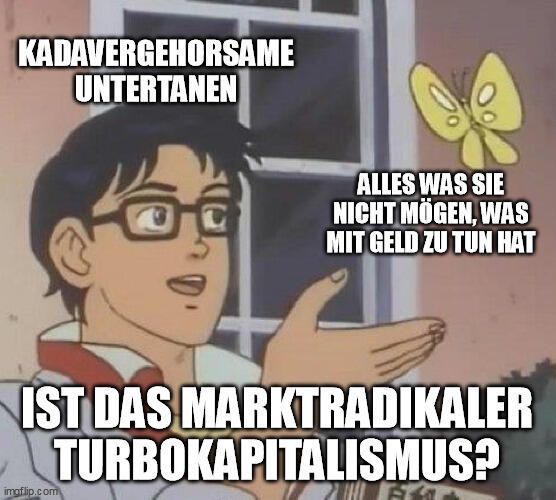 KADAVERGEHORSAME
UNTERTANEN
ALLES WAS SIE
NICHT MÖGEN, WAS
MIT GELD ZU TUN HAT
IST DAS MARKTRADIKALER
TURBOKAPITALISMUS?
imgflip.com